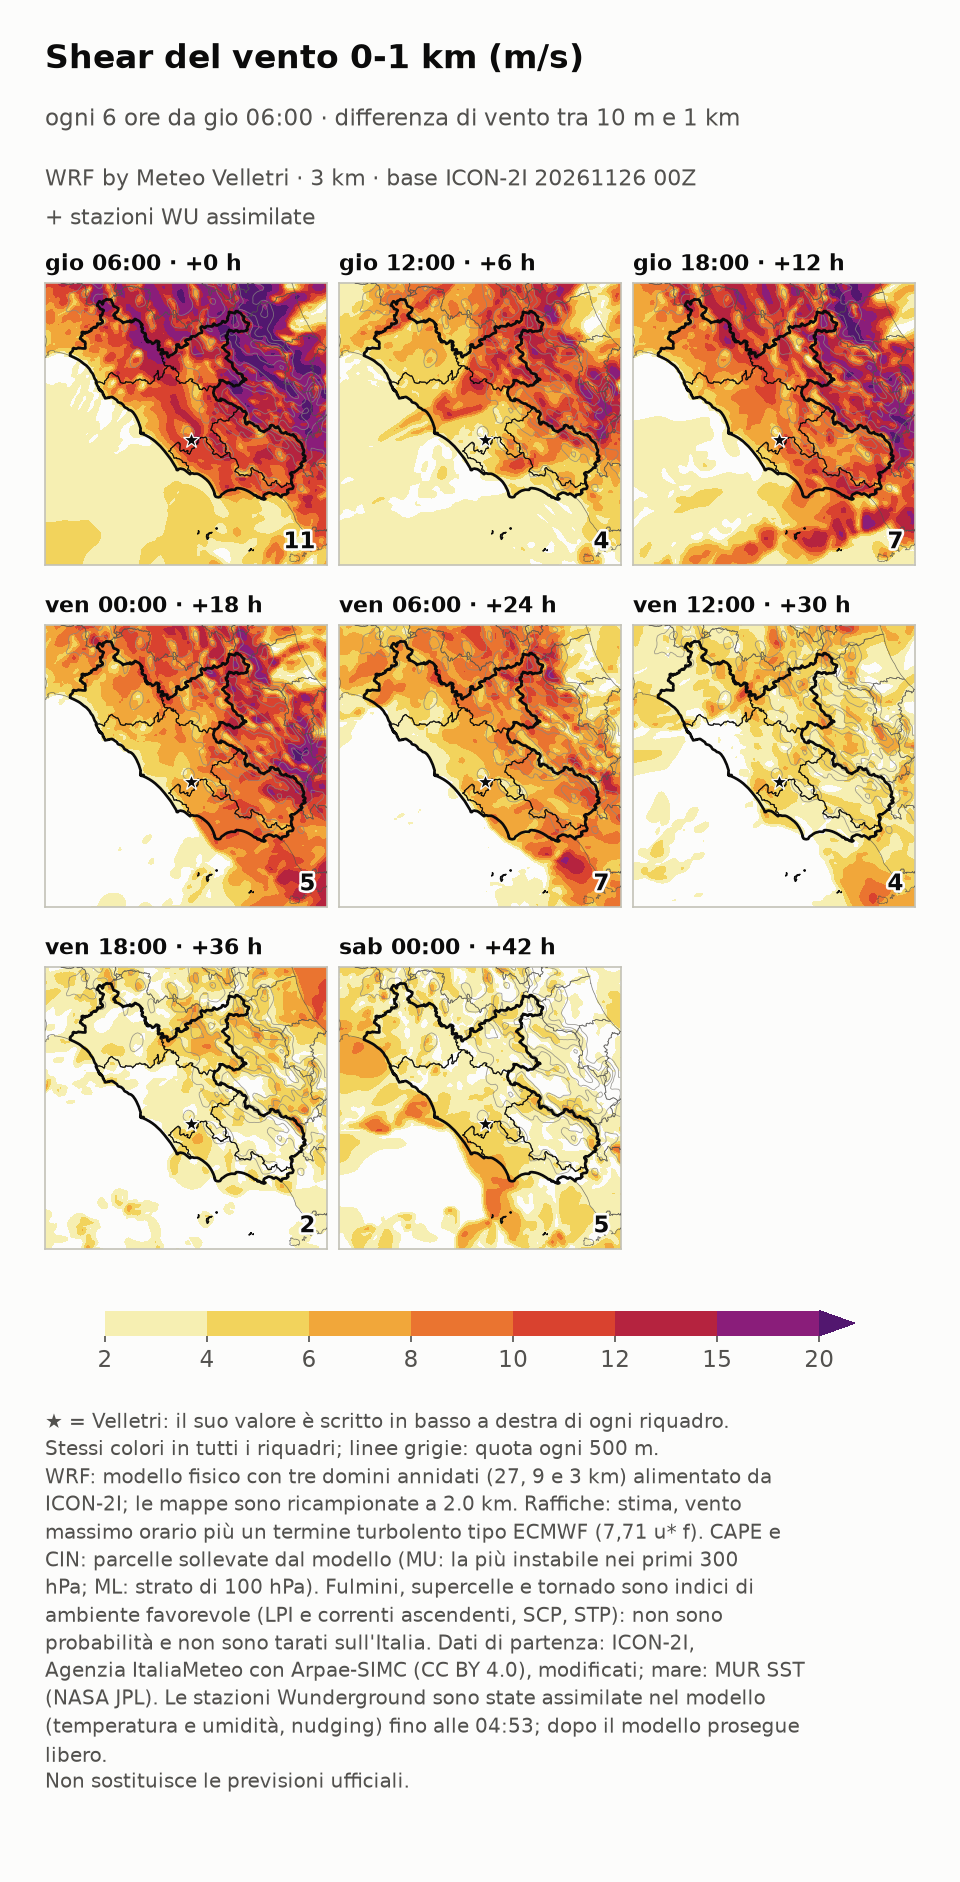 Shear del vento 0-1 km (m/s)
ogni 6 ore da gio 06:00 · differenza di vento tra 10 m e 1 km
WRF by Meteo Velletri · 3 km · base ICON-2I 20261126 00Z
+ stazioni WU assimilate
gio 06:00 · +0 h
gio 12:00 · +6 h
gio 18:00 · +12 h
11
4
7
ven 00:00 · +18 h
ven 06:00 · +24 h
ven 12:00 · +30 h
5
7
4
ven 18:00 · +36 h
sab 00:00 · +42 h
2
5
2 4 6 8 10 12 15 20
★ = Velletri: il suo valore è scritto in basso a destra di ogni riquadro.
Stessi colori in tutti i riquadri; linee grigie: quota ogni 500 m.
WRF: modello fisico con tre domini annidati (27, 9 e 3 km) alimentato da
ICON-2I; le mappe sono ricampionate a 2.0 km. Raffiche: stima, vento
massimo orario più un termine turbolento tipo ECMWF (7,71 u* f). CAPE e
CIN: parcelle sollevate dal modello (MU: la più instabile nei primi 300
hPa; ML: strato di 100 hPa). Fulmini, supercelle e tornado sono indici di
ambiente favorevole (LPI e correnti ascendenti, SCP, STP): non sono
probabilità e non sono tarati sull'Italia. Dati di partenza: ICON-2I,
Agenzia ItaliaMeteo con Arpae-SIMC (CC BY 4.0), modificati; mare: MUR SST
(NASA JPL). Le stazioni Wunderground sono state assimilate nel modello
(temperatura e umidità, nudging) fino alle 04:53; dopo il modello prosegue
libero.
Non sostituisce le previsioni ufficiali.